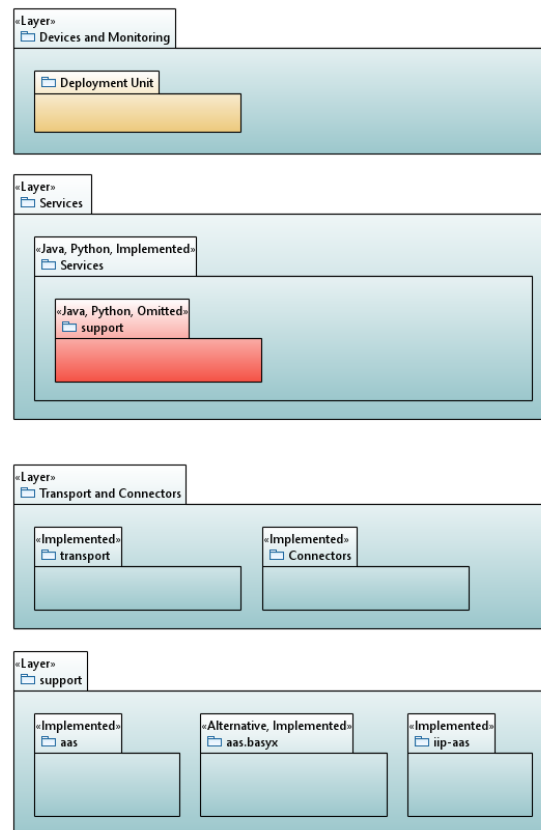 «Layer»
Devices and Monitoring
Deployment Unit
«Layer»
Services
«Java, Python, Implemented»
Services
«Java, Python, Omitted»
support
«Layer»
Transport and Connectors
«Implemented»
transport
«Implemented»
Connectors
«Layer»
support
«Implemented»
aas
«Alternative, Implemented»
aas.basyx
«Implemented»
iip-aas